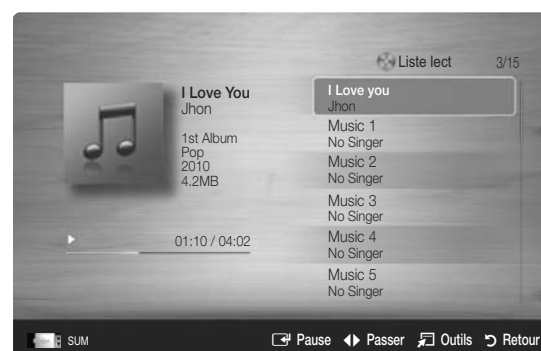 Liste lect 3/15
I Love You
Jhon
1st Album
Pop
2010
4.2MB
01:10 / 04:02
I Love you
Jhon
Music 1
No Singer
Music 2
No Singer
Music 3
No Singer
Music 4
No Singer
Music 5
No Singer
SUM Pause Passer Outils Retour